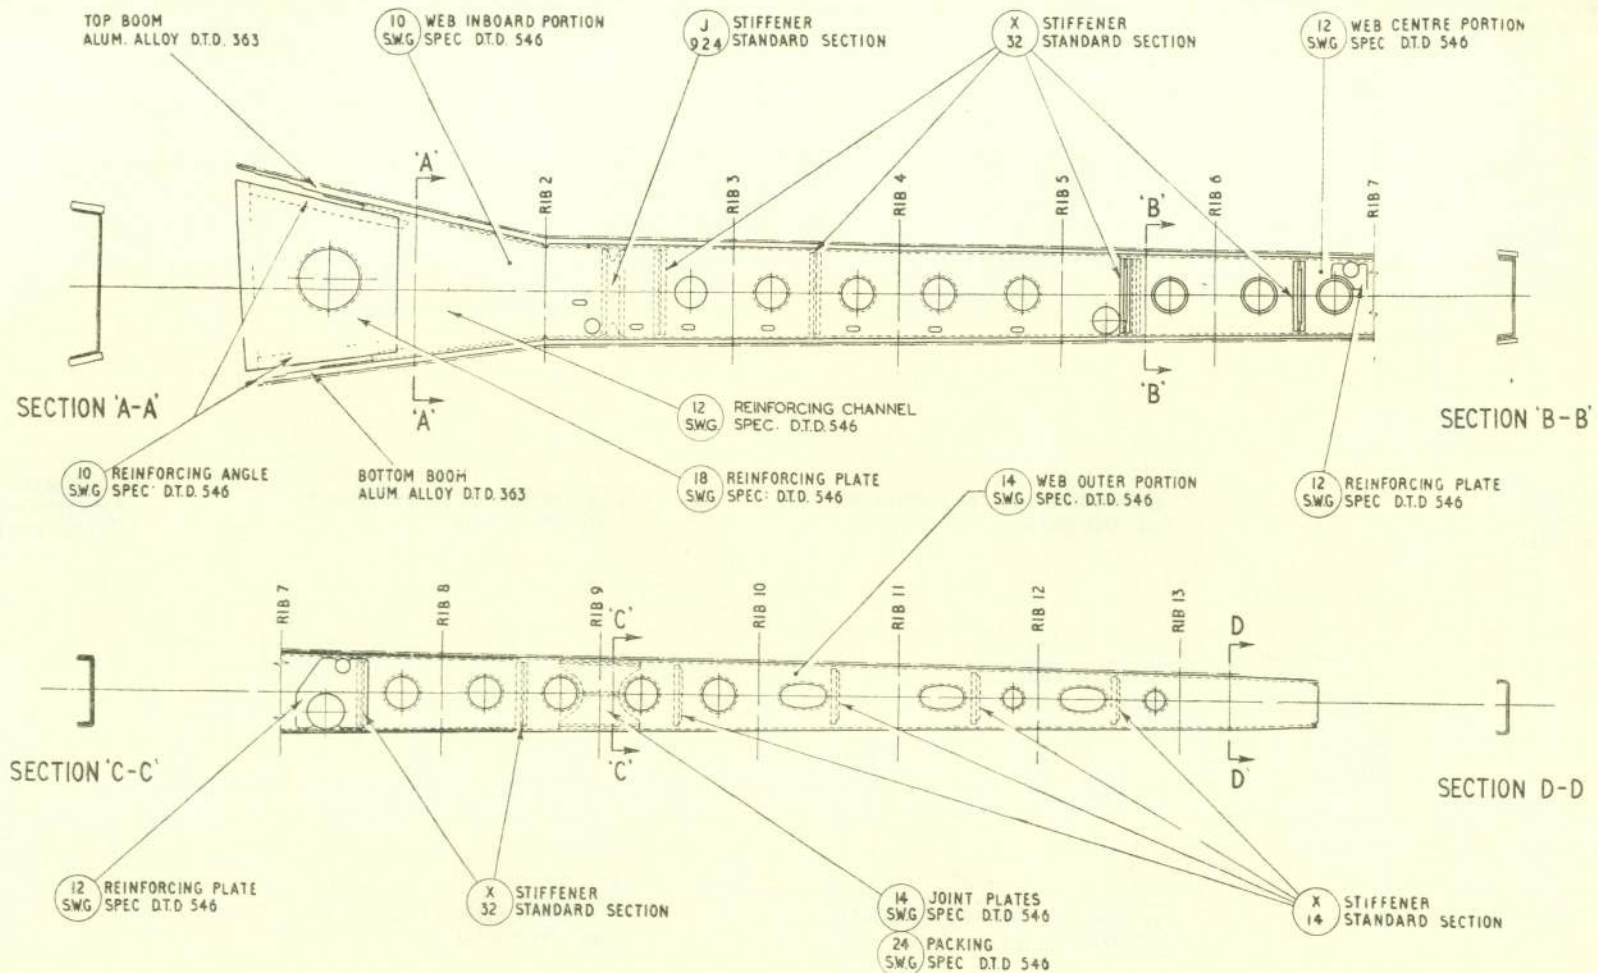 TOP BOOM
ALUM. ALLOY D.T.D. 363
10
S.W.G
WEB INBOARD PORTION
SPEC D.T.D. 546
J
924
STIFFENER
STANDARD SECTION
X
32
STIFFENER
STANDARD SECTION
12
S.W.G
WEB CENTRE PORTION
SPEC D.T.D 546
'A'
RIB 2
RIB 3
RIB 4
RIB 5
'B'
RIB 6
RIB 7
SECTION 'A-A'
'A'
'B'
SECTION 'B-B'
12
S.W.G.
REINFORCING CHANNEL
SPEC. D.T.D. 546
10
S.W.G
REINFORCING ANGLE
SPEC D.T.D. 546
BOTTOM BOOM
ALUM. ALLOY D.T.D. 363
18
SWG
REINFORCING PLATE
SPEC: D.T.D. 546
14
S.W.G
WEB OUTER PORTION
SPEC. D.T.D. 546
12
S.W.G
REINFORCING PLATE
SPEC D.T.D 546
RIB 7
RIB 8
RIB 9
'C'
RIB 10
RIB 11
RIB 12
RIB 13
D
SECTION 'C-C'
'C'
D
SECTION D-D
12
S.W.G
REINFORCING PLATE
SPEC D.T.D 546
X
32
STIFFENER
STANDARD SECTION
14
S.W.G
JOINT PLATES
SPEC D.T.D 546
24
S.W.G
PACKING
SPEC D.T.D 546
X
14
STIFFENER
STANDARD SECTION